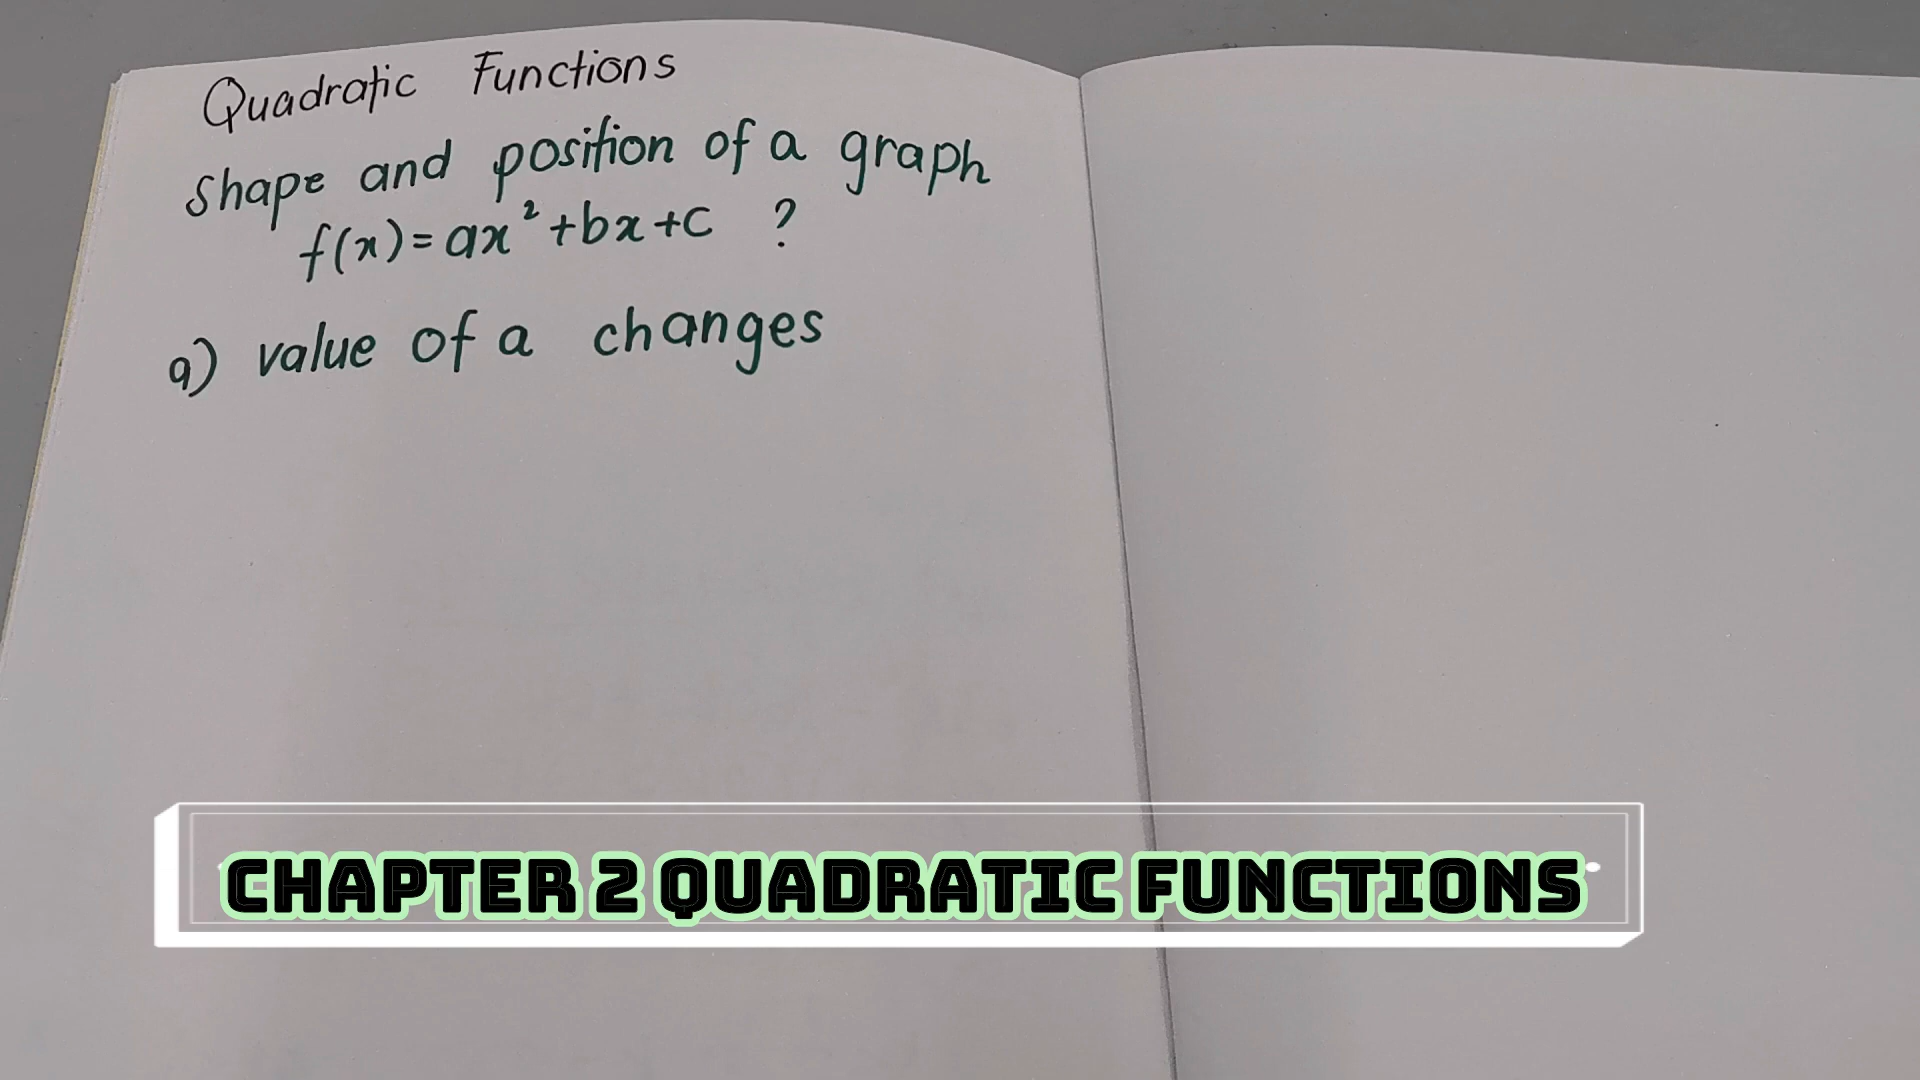 Quadratic Functions
Shape and position of a graph
f(x) = ax² + bx + c ?
a) value of a changes
CHAPTER 2 QUADRATIC FUNCTIONS